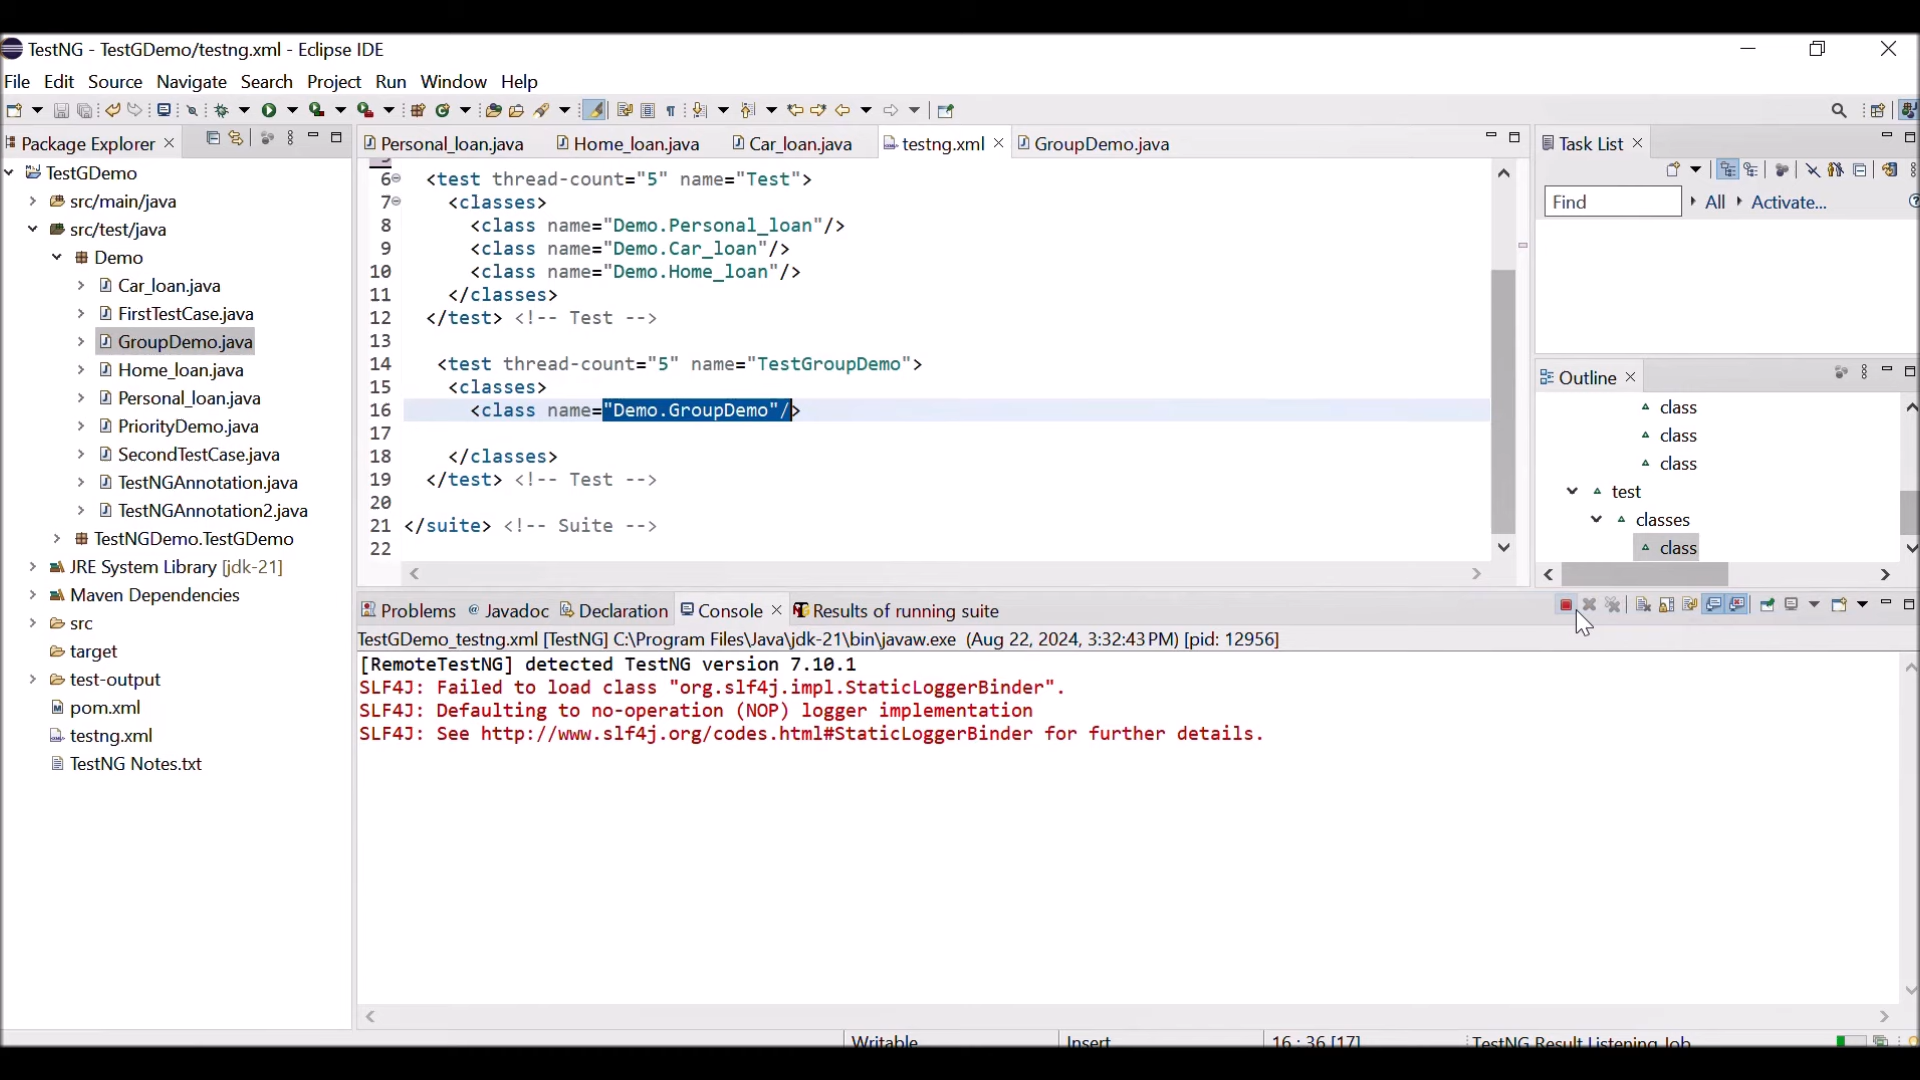 TestNG - TestGDemo/testng.xml - Eclipse IDE
File Edit Source Navigate Search Project Run Window Help
Package Explorer
TestGDemo
src/main/java
src/test/java
Demo
Car_loan.java
FirstTestCase.java
GroupDemo.java
Home_loan.java
Personal_loan.java
PriorityDemo.java
SecondTestCase.java
TestNGAnnotation.java
TestNGAnnotation2.java
TestNGDemo.TestGDemo
JRE System Library [jdk-21]
Maven Dependencies
src
target
test-output
pom.xml
testng.xml
TestNG Notes.txt
Personal_loan.java Home_loan.java Car_loan.java testng.xml GroupDemo.java
6 <test thread-count="5" name="Test">
7 <classes>
8 <class name="Demo.Personal_loan"/>
9 <class name="Demo.Car_loan"/>
10 <class name="Demo.Home_loan"/>
11 </classes>
12 </test> <!-- Test -->
13
14 <test thread-count="5" name="TestGroupDemo">
15 <classes>
16 <class name="Demo.GroupDemo"/>
17
18 </classes>
19 </test> <!-- Test -->
20
21 </suite> <!-- Suite -->
22
Task List
Find All Activate...
Outline
class
class
class
test
classes
class
Problems Javadoc Declaration Console Results of running suite
TestGDemo_testng.xml [TestNG] C:\Program Files\Java\jdk-21\bin\javaw.exe (Aug 22, 2024, 3:32:43 PM) [pid: 12956]
[RemoteTestNG] detected TestNG version 7.10.1
SLF4J: Failed to load class "org.slf4j.impl.StaticLoggerBinder".
SLF4J: Defaulting to no-operation (NOP) logger implementation
SLF4J: See http://www.slf4j.org/codes.html#StaticLoggerBinder for further details.
Writable Insert 16 : 36 [17] TestNG Result Listening Job